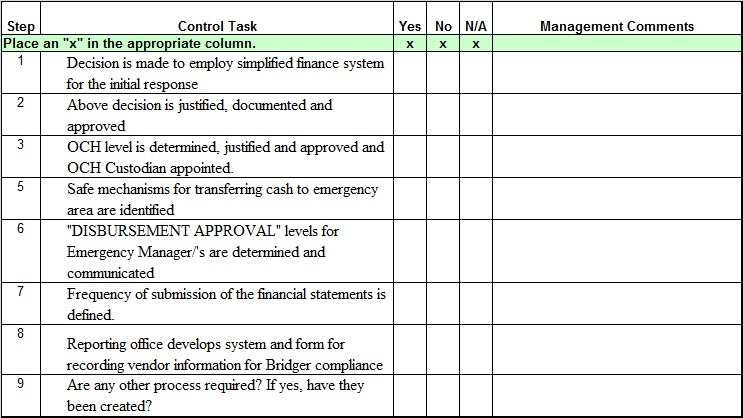 Step Control Task Yes No N/A Management Comments
Place an "x" in the appropriate column. x x x
1 Decision is made to employ simplified finance system
for the initial response
2 Above decision is justified, documented and
approved
3 OCH level is determined, justified and approved and
OCH Custodian appointed.
5 Safe mechanisms for transferring cash to emergency
area are identified
6 "DISBURSEMENT APPROVAL" levels for
Emergency Manager/'s are determined and
communicated
7 Frequency of submission of the financial statements is
defined.
8 Reporting office develops system and form for
recording vendor information for Bridger compliance
9 Are any other process required? If yes, have they
been created?